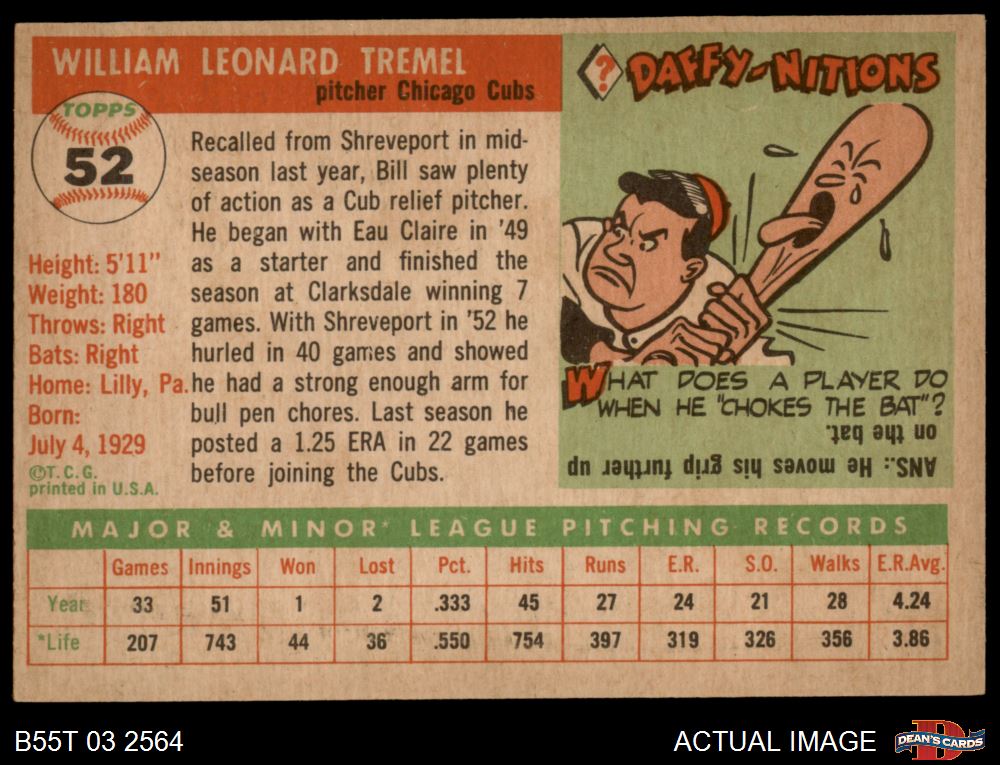 WILLIAM LEONARD TREMEL
pitcher Chicago Cubs
TOPPS
52
Height: 5'11"
Weight: 180
Throws: Right
Bats: Right
Home: Lilly, Pa.
Born:
July 4, 1929
©T.C.G.
printed in U.S.A.
Recalled from Shreveport in mid-
season last year, Bill saw plenty
of action as a Cub relief pitcher.
He began with Eau Claire in '49
as a starter and finished the
season at Clarksdale winning 7
games. With Shreveport in '52 he
hurled in 40 games and showed
he had a strong enough arm for
bull pen chores. Last season he
posted a 1.25 ERA in 22 games
before joining the Cubs.
? DAFFY-NITIONS
WHAT DOES A PLAYER DO
WHEN HE "CHOKES THE BAT"?
ANS.: He moves his grip further up
on the bat.
MAJOR & MINOR* LEAGUE PITCHING RECORDS
Games Innings Won Lost Pct. Hits Runs E.R. S.O. Walks E.R.Avg.
Year 33 51 1 2 .333 45 27 24 21 28 4.24
*Life 207 743 44 36 .550 754 397 319 326 356 3.86
B55T 03 2564
ACTUAL IMAGE
DEAN'S CARDS